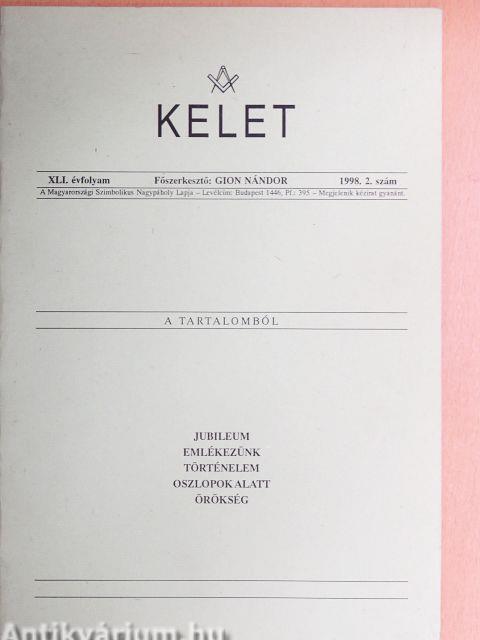 KELET
XLI. évfolyam Főszerkesztő: GION NÁNDOR 1998. 2. szám
A Magyarországi Szimbolikus Nagypáholy Lapja – Levélcím: Budapest 1446, Pf.: 395 – Megjelenik kézirat gyanánt.
A TARTALOMBÓL
JUBILEUM
EMLÉKEZÜNK
TÖRTÉNELEM
OSZLOPOK ALATT
ÖRÖKSÉG
Antikvárium.hu